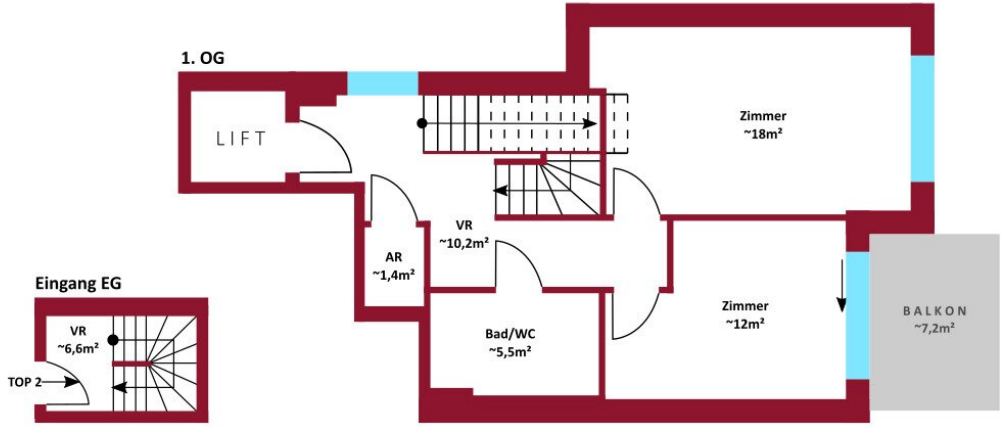 1. OG
LIFT
Zimmer
~18m²
VR
~10,2m²
AR
~1,4m²
Eingang EG
VR
~6,6m²
TOP 2
Bad/WC
~5,5m²
Zimmer
~12m²
BALKON
~7,2m²